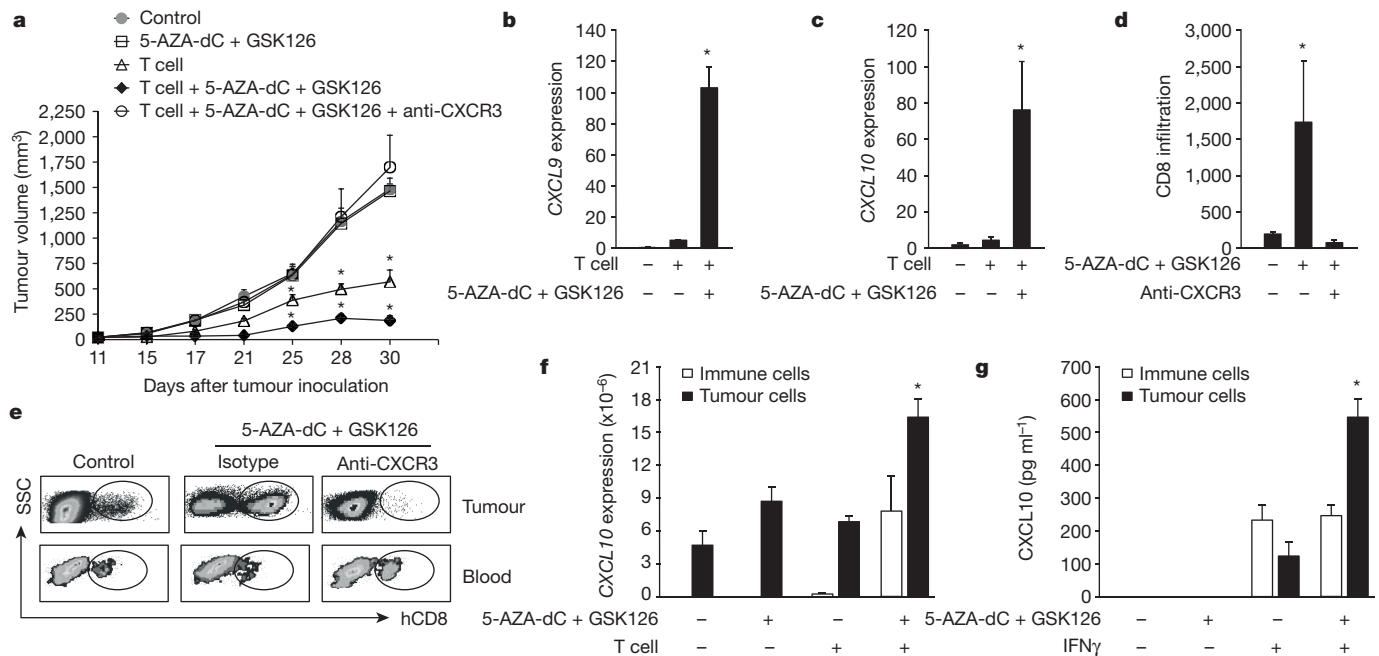 a
Control
5-AZA-dC + GSK126
T cell
T cell + 5-AZA-dC + GSK126
T cell + 5-AZA-dC + GSK126 + anti-CXCR3
Tumour volume (mm³)
2,250
2,000
1,750
1,500
1,250
1,000
750
500
250
0
* * *
* * *
11 15 17 21 25 28 30
Days after tumour inoculation
b
CXCL9 expression
140
120
100
80
60
40
20
0
*
T cell – + +
5-AZA-dC + GSK126 – – +
c
CXCL10 expression
120
100
80
60
40
20
0
*
T cell – + +
5-AZA-dC + GSK126 – – +
d
CD8 infiltration
3,000
2,500
2,000
1,500
1,000
500
0
*
5-AZA-dC + GSK126 – + +
Anti-CXCR3 – – +
e
5-AZA-dC + GSK126
Control Isotype Anti-CXCR3
SSC
Tumour
Blood
hCD8
f
CXCL10 expression (x10⁻⁶)
21
18
15
12
9
6
3
0
Immune cells
Tumour cells
*
5-AZA-dC + GSK126 – + – +
T cell – – + +
g
CXCL10 (pg ml⁻¹)
700
600
500
400
300
200
100
0
Immune cells
Tumour cells
*
5-AZA-dC + GSK126 – + – +
IFNγ – – + +